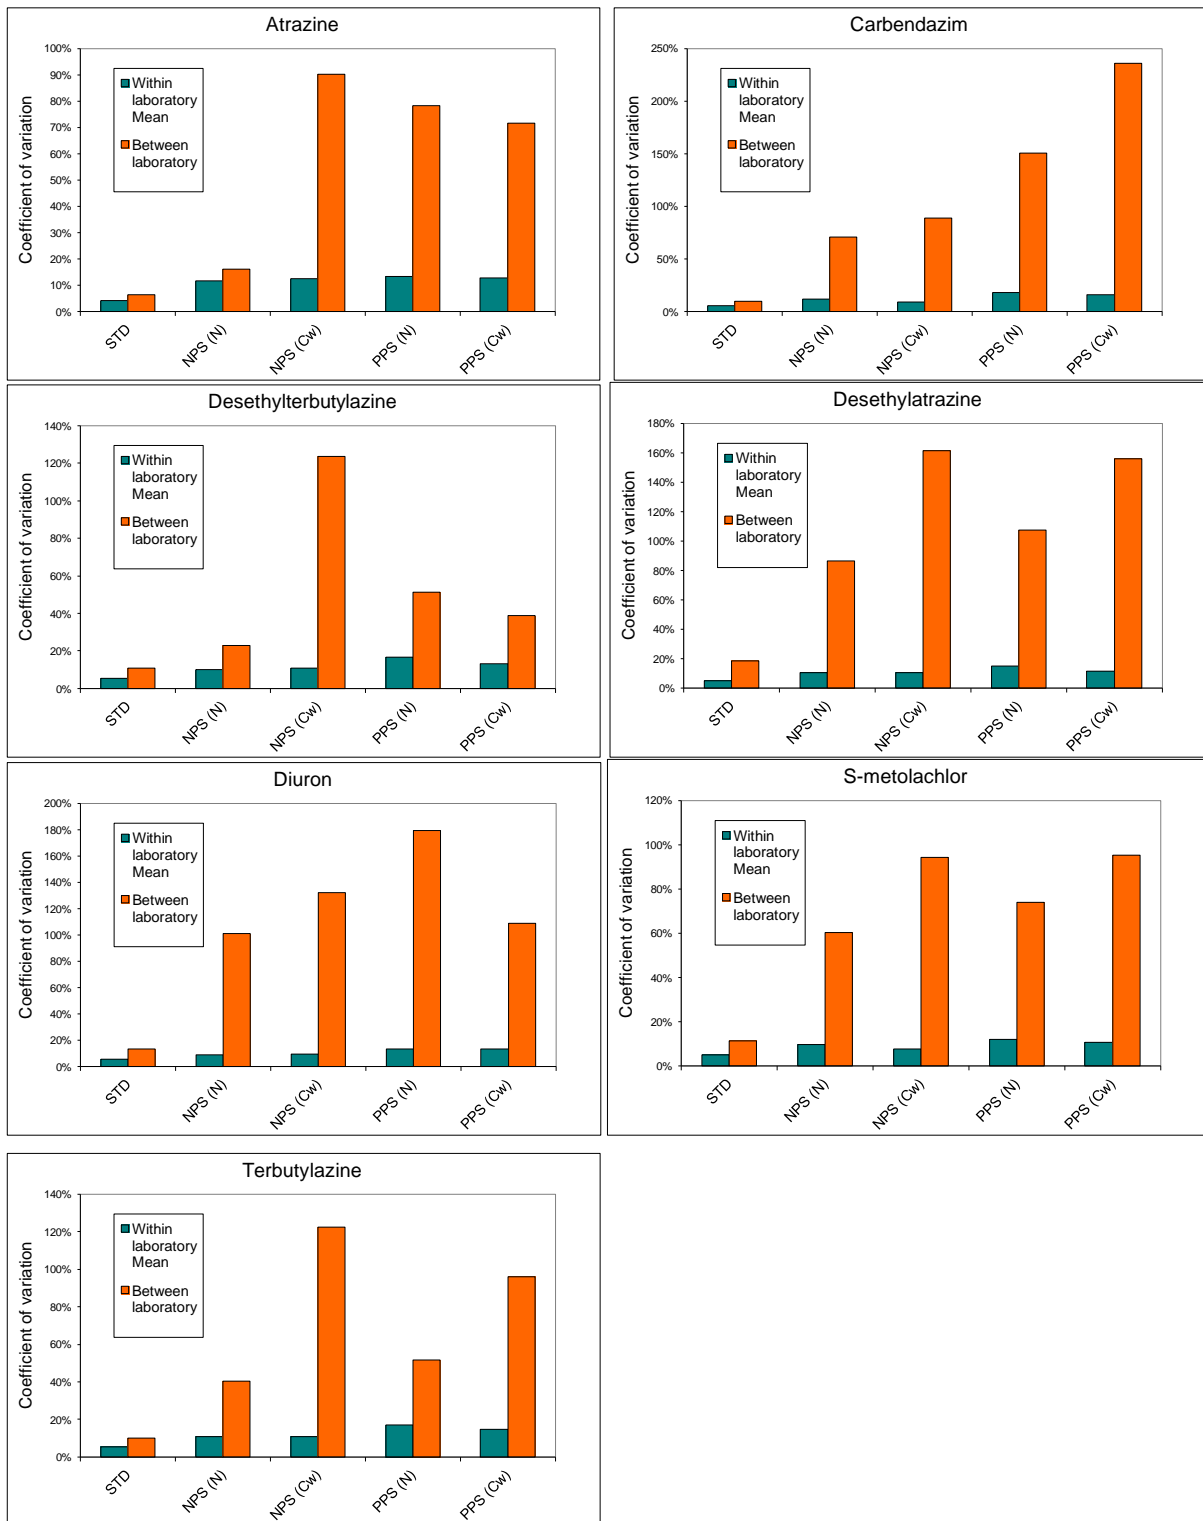 Atrazine
Coefficient of variation
100%
90%
80%
70%
60%
50%
40%
30%
20%
10%
0%
Within
laboratory
Mean
Between
laboratory
STD
NPS (N)
NPS (Cw)
PPS (N)
PPS (Cw)
Carbendazim
Coefficient of variation
250%
200%
150%
100%
50%
0%
Within
laboratory
Mean
Between
laboratory
STD
NPS (N)
NPS (Cw)
PPS (N)
PPS (Cw)
Desethylterbutylazine
Coefficient of variation
140%
120%
100%
80%
60%
40%
20%
0%
Within
laboratory
Mean
Between
laboratory
STD
NPS (N)
NPS (Cw)
PPS (N)
PPS (Cw)
Desethylatrazine
Coefficient of variation
180%
160%
140%
120%
100%
80%
60%
40%
20%
0%
Within
laboratory
Mean
Between
laboratory
STD
NPS (N)
NPS (Cw)
PPS (N)
PPS (Cw)
Diuron
Coefficient of variation
200%
180%
160%
140%
120%
100%
80%
60%
40%
20%
0%
Within
laboratory
Mean
Between
laboratory
STD
NPS (N)
NPS (Cw)
PPS (N)
PPS (Cw)
S-metolachlor
Coefficient of variation
120%
100%
80%
60%
40%
20%
0%
Within
laboratory
Mean
Between
laboratory
STD
NPS (N)
NPS (Cw)
PPS (N)
PPS (Cw)
Terbutylazine
Coefficient of variation
140%
120%
100%
80%
60%
40%
20%
0%
Within
laboratory
Mean
Between
laboratory
STD
NPS (N)
NPS (Cw)
PPS (N)
PPS (Cw)